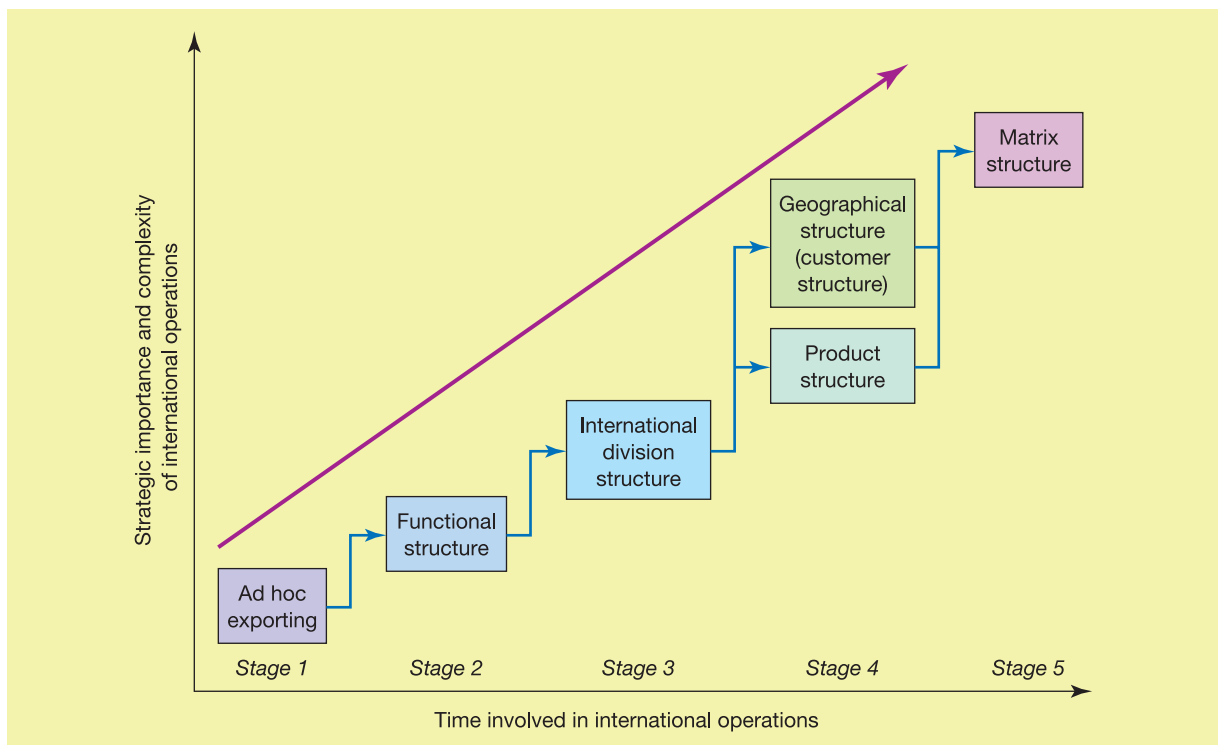 Strategic importance and complexity
of international operations
Matrix
structure
Geographical
structure
(customer
structure)
Product
structure
International
division
structure
Functional
structure
Ad hoc
exporting
Stage 1
Stage 2
Stage 3
Stage 4
Stage 5
Time involved in international operations